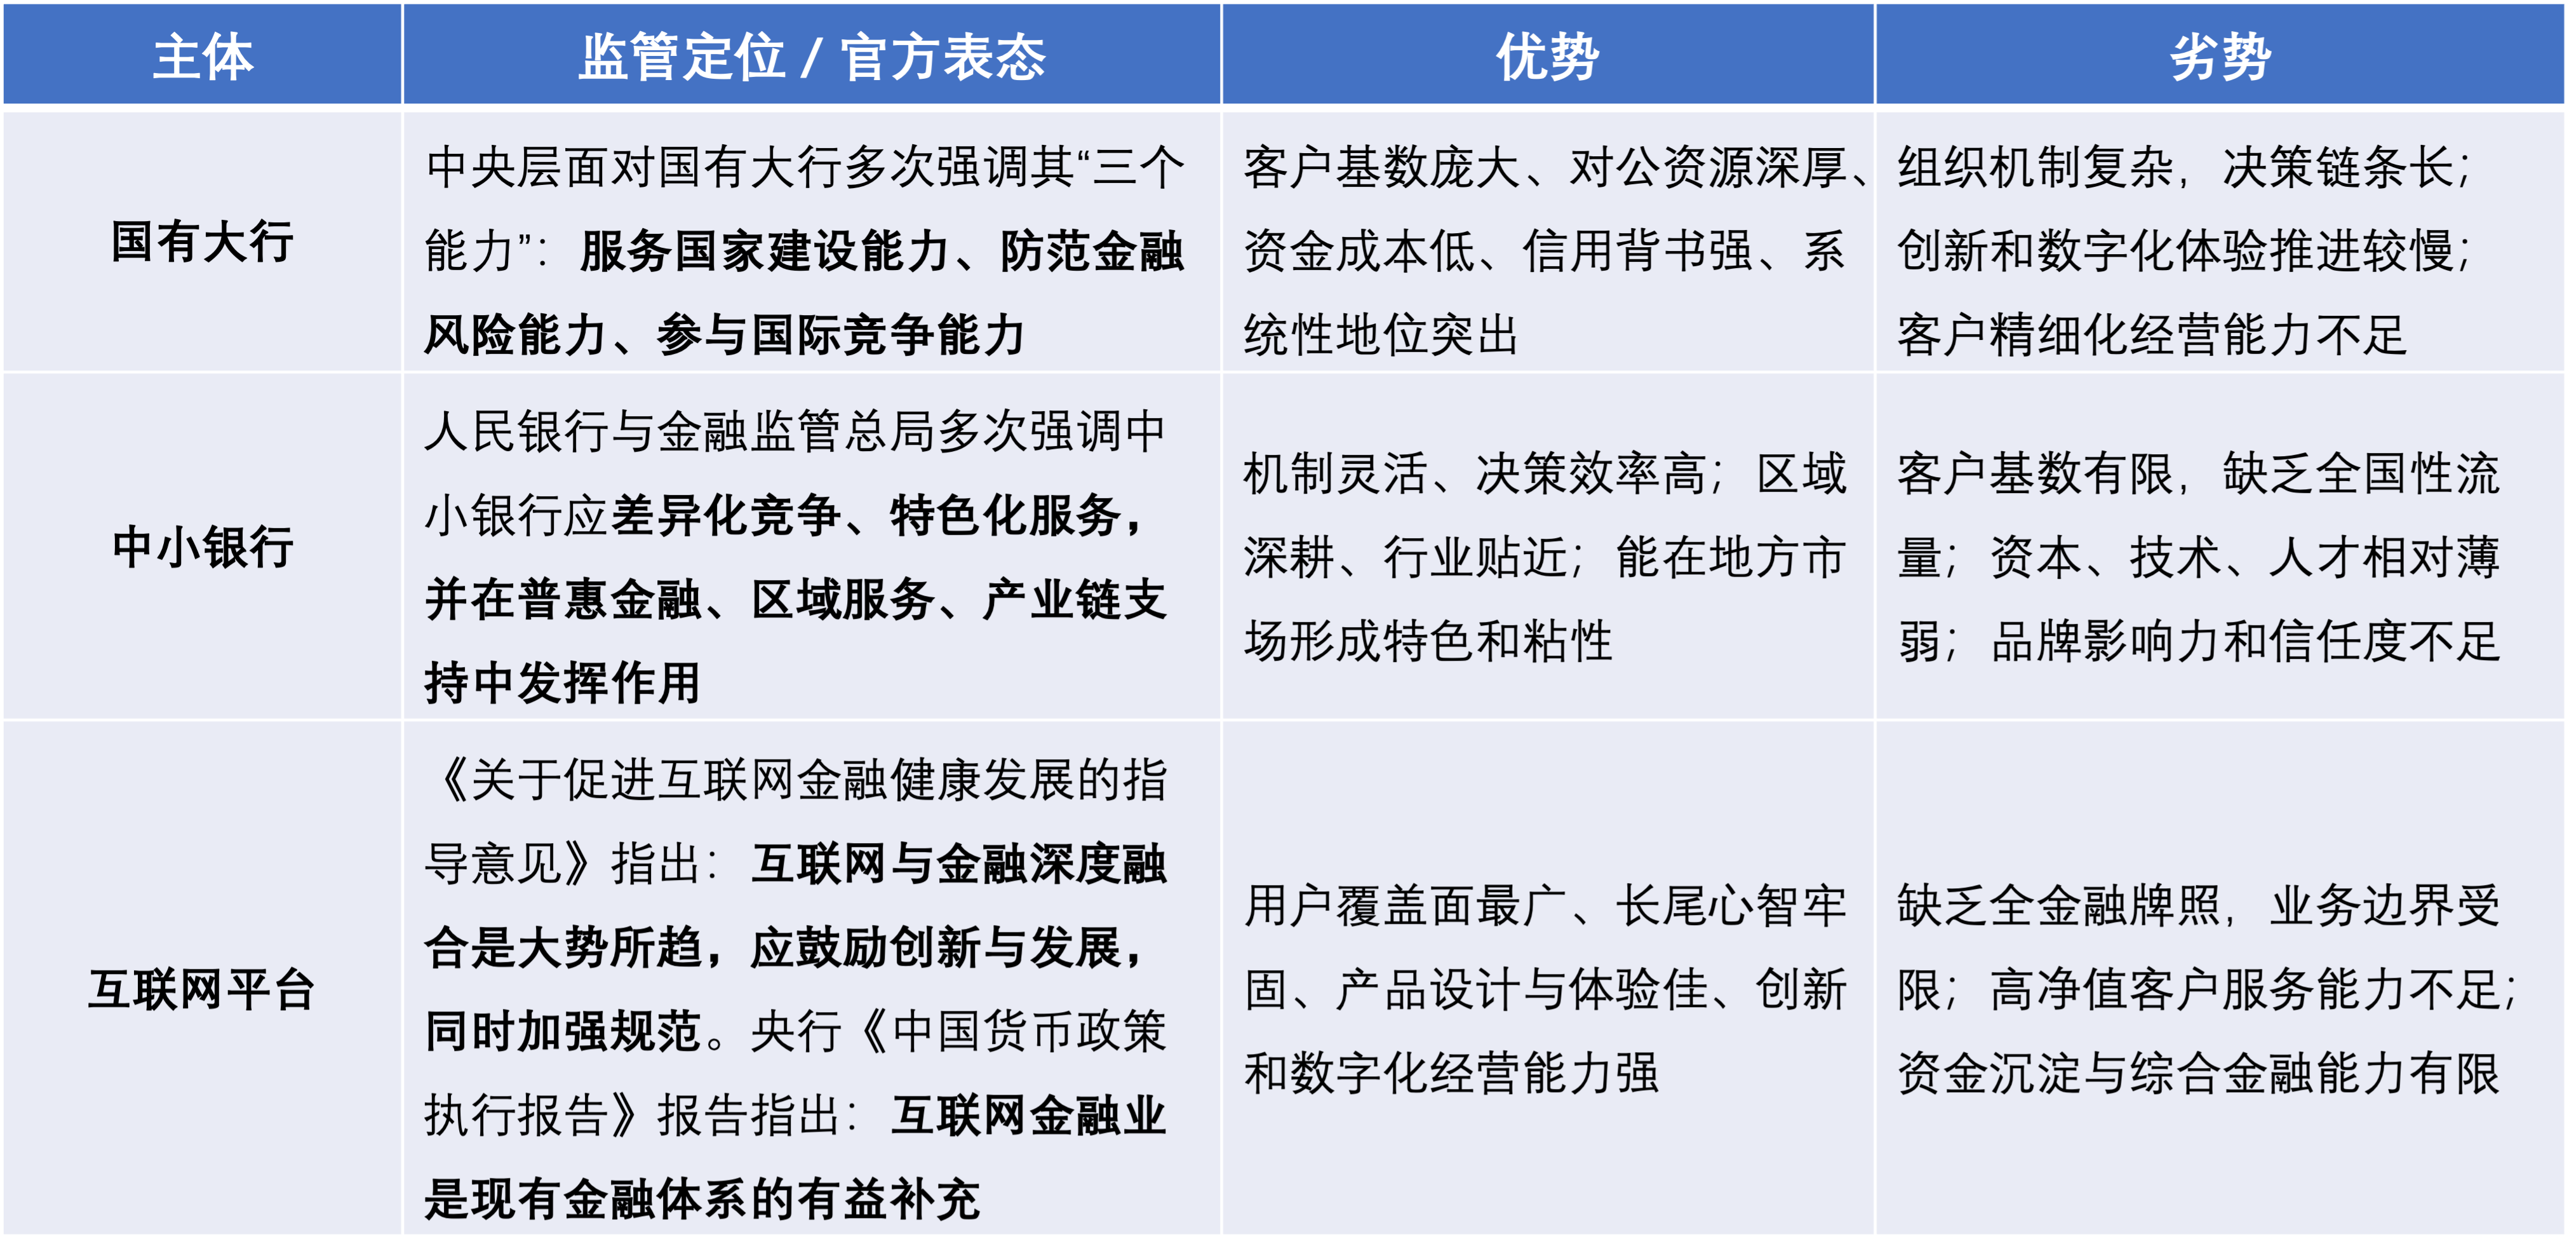 主体
监管定位 / 官方表态
优势
劣势
国有大行
中央层面对国有大行多次强调其“三个
能力”：服务国家建设能力、防范金融
风险能力、参与国际竞争能力
客户基数庞大、对公资源深厚、
资金成本低、信用背书强、系
统性地位突出
组织机制复杂，决策链条长；
创新和数字化体验推进较慢；
客户精细化经营能力不足
中小银行
人民银行与金融监管总局多次强调中
小银行应差异化竞争、特色化服务，
并在普惠金融、区域服务、产业链支
持中发挥作用
机制灵活、决策效率高；区域
深耕、行业贴近；能在地方市
场形成特色和粘性
客户基数有限，缺乏全国性流
量；资本、技术、人才相对薄
弱；品牌影响力和信任度不足
互联网平台
《关于促进互联网金融健康发展的指
导意见》指出：互联网与金融深度融
合是大势所趋，应鼓励创新与发展，
同时加强规范。央行《中国货币政策
执行报告》报告指出：互联网金融业
是现有金融体系的有益补充
用户覆盖面最广、长尾心智牢
固、产品设计与体验佳、创新
和数字化经营能力强
缺乏全金融牌照，业务边界受
限；高净值客户服务能力不足；
资金沉淀与综合金融能力有限